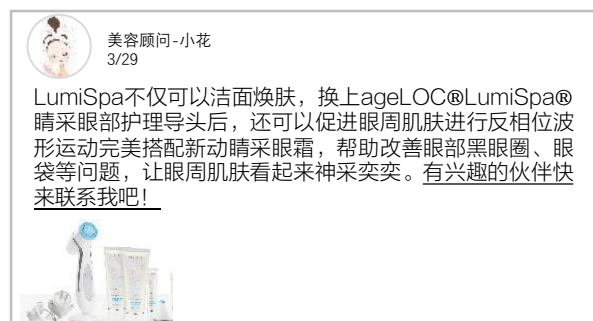 美容顾问-小花
3/29
LumiSpa不仅可以洁面焕肤，换上ageLOC®LumiSpa®
睛采眼部护理导头后，还可以促进眼周肌肤进行反相位波
形运动完美搭配新动睛采眼霜，帮助改善眼部黑眼圈、眼
袋等问题，让眼周肌肤看起来神采奕奕。有兴趣的伙伴快
来联系我吧！